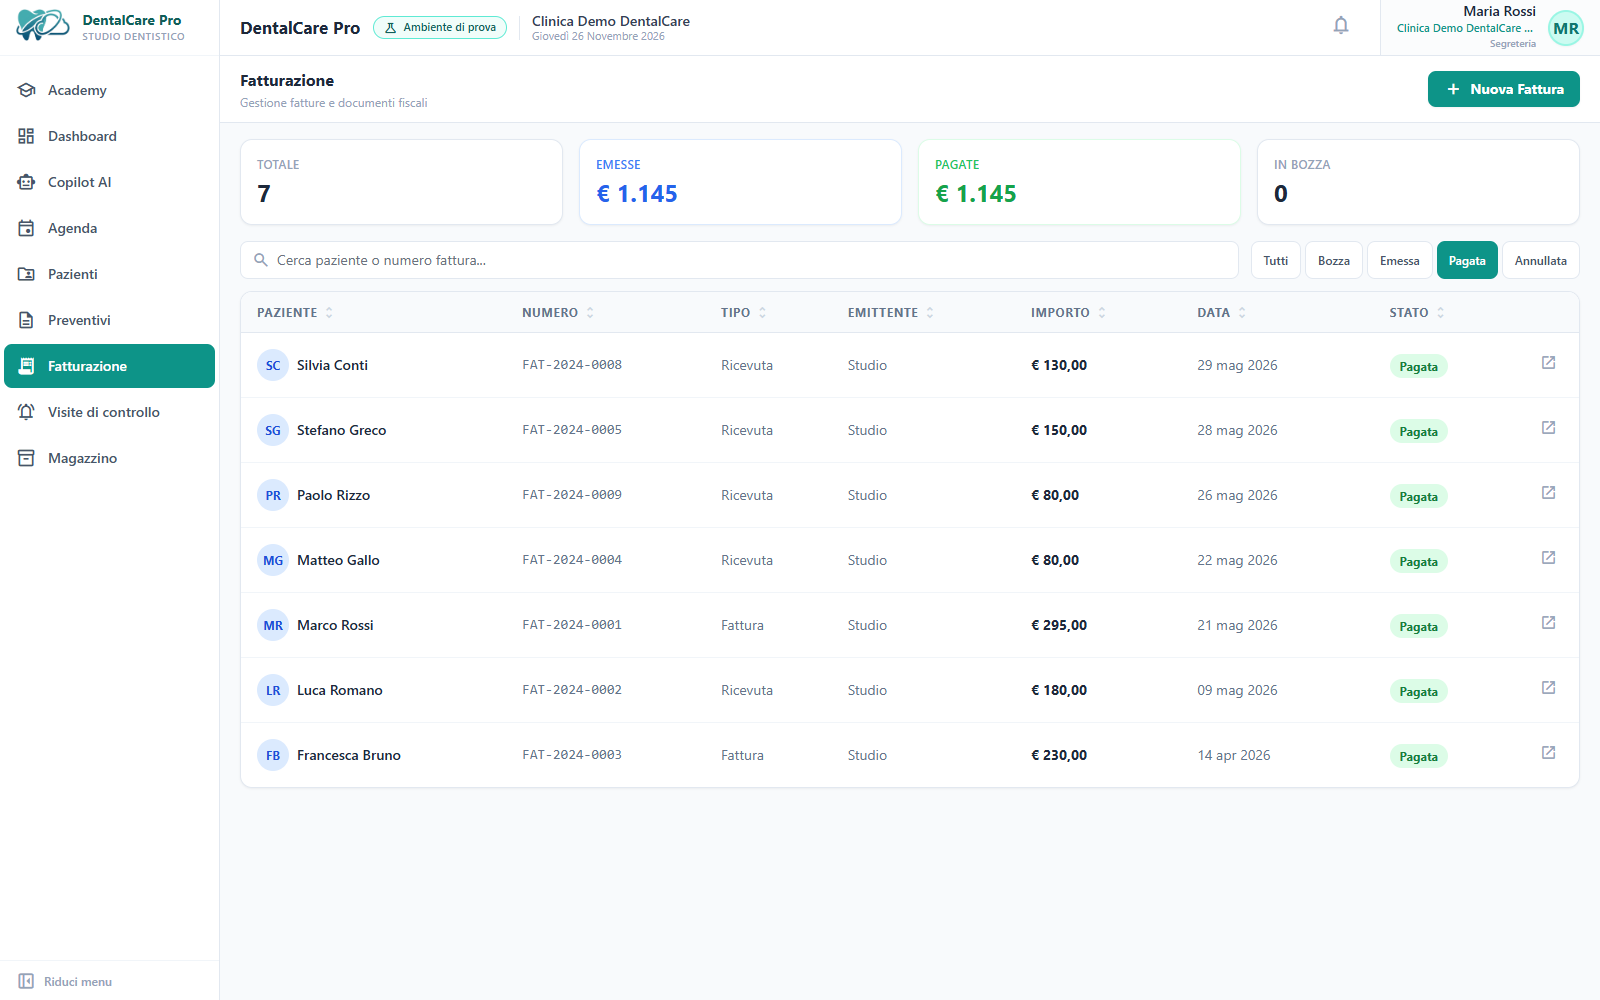 DentalCare Pro
STUDIO DENTISTICO
Academy
Dashboard
Copilot AI
Agenda
Pazienti
Preventivi
Fatturazione
Visite di controllo
Magazzino
Riduci menu
DentalCare Pro
Ambiente di prova
Clinica Demo DentalCare
Giovedì 26 Novembre 2026
Maria Rossi
Clinica Demo DentalCare ...
Segreteria
MR
Fatturazione
Gestione fatture e documenti fiscali
+ Nuova Fattura
TOTALE
7
EMESSE
€ 1.145
PAGATE
€ 1.145
IN BOZZA
0
Cerca paziente o numero fattura...
Tutti Bozza Emessa Pagata Annullata
PAZIENTE NUMERO TIPO EMITTENTE IMPORTO DATA STATO
SC Silvia Conti FAT-2024-0008 Ricevuta Studio € 130,00 29 mag 2026 Pagata
SG Stefano Greco FAT-2024-0005 Ricevuta Studio € 150,00 28 mag 2026 Pagata
PR Paolo Rizzo FAT-2024-0009 Ricevuta Studio € 80,00 26 mag 2026 Pagata
MG Matteo Gallo FAT-2024-0004 Ricevuta Studio € 80,00 22 mag 2026 Pagata
MR Marco Rossi FAT-2024-0001 Fattura Studio € 295,00 21 mag 2026 Pagata
LR Luca Romano FAT-2024-0002 Ricevuta Studio € 180,00 09 mag 2026 Pagata
FB Francesca Bruno FAT-2024-0003 Fattura Studio € 230,00 14 apr 2026 Pagata